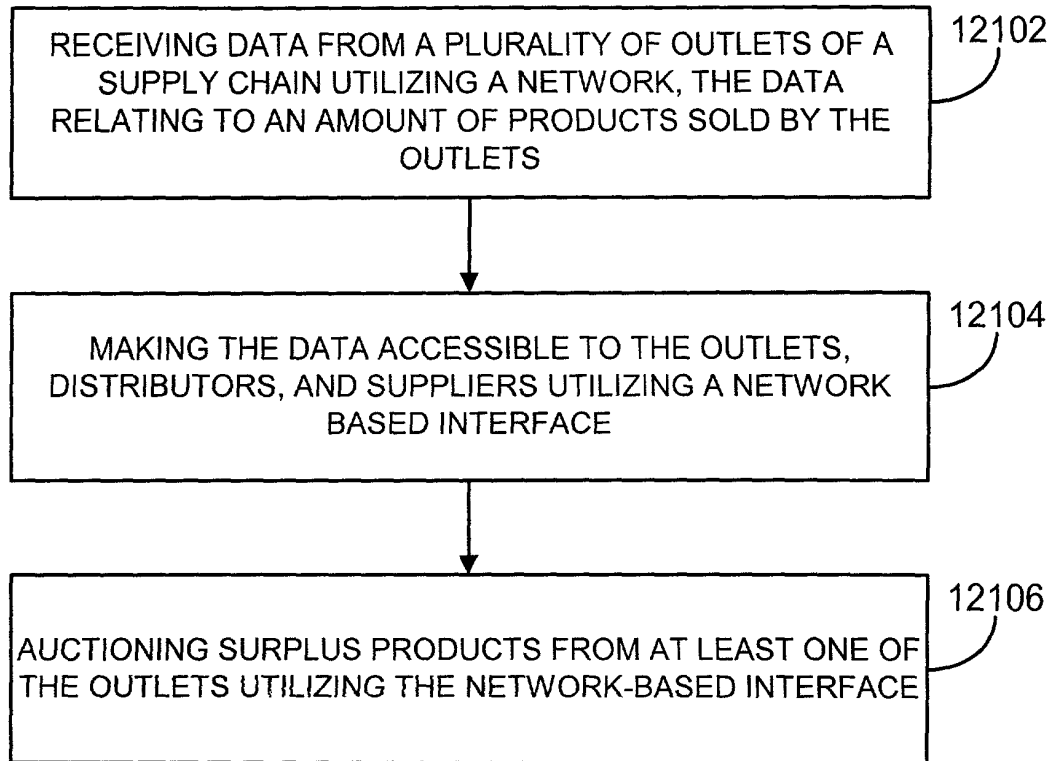 RECEIVING DATA FROM A PLURALITY OF OUTLETS OF A
SUPPLY CHAIN UTILIZING A NETWORK, THE DATA
RELATING TO AN AMOUNT OF PRODUCTS SOLD BY THE
OUTLETS
12102
MAKING THE DATA ACCESSIBLE TO THE OUTLETS,
DISTRIBUTORS, AND SUPPLIERS UTILIZING A NETWORK
BASED INTERFACE
12104
AUCTIONING SURPLUS PRODUCTS FROM AT LEAST ONE OF
THE OUTLETS UTILIZING THE NETWORK-BASED INTERFACE
12106